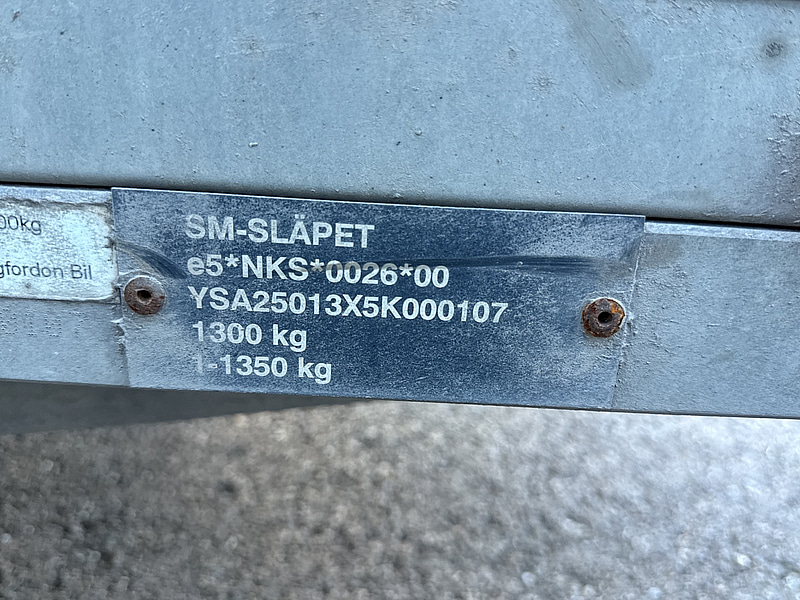 00kg
gfordon Bil
SM-SLÄPET
e5*NKS*0026*00
YSA25013X5K000107
1300 kg
1-1350 kg